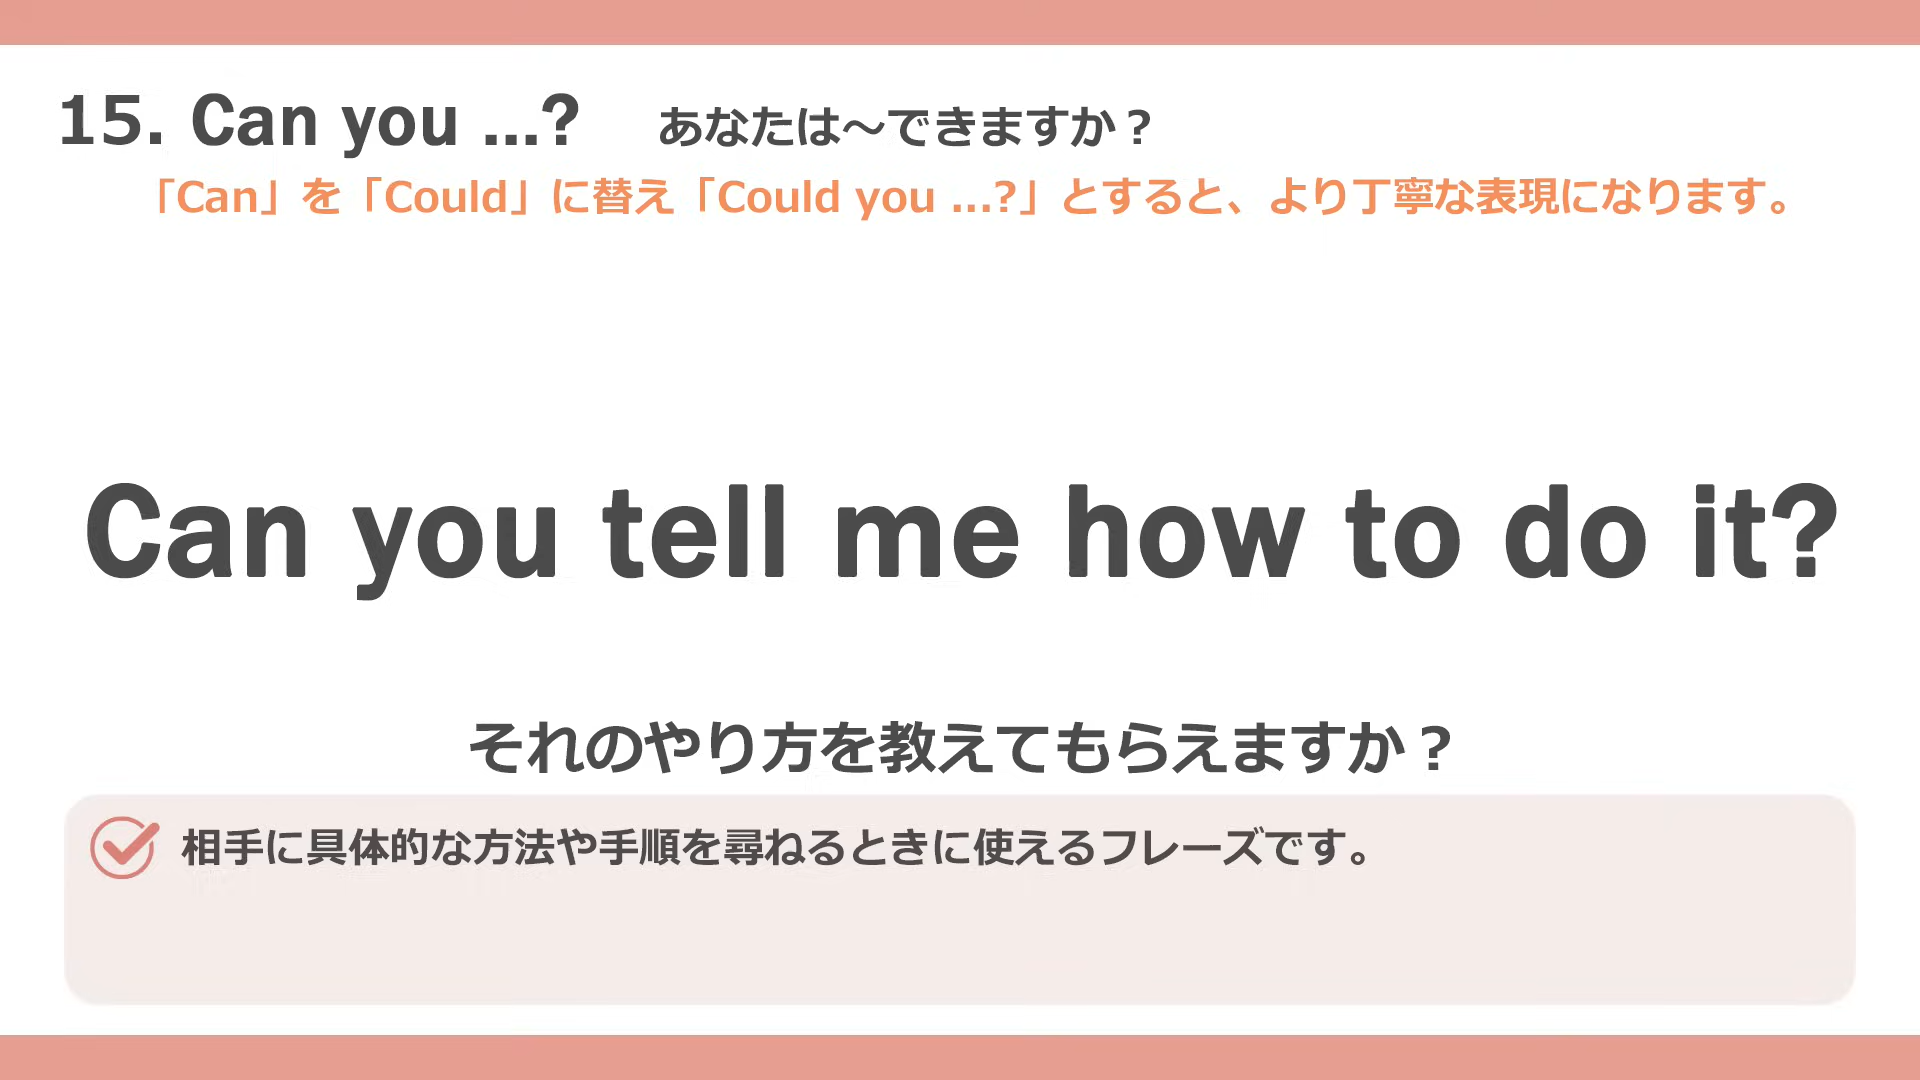 15. Can you ...? あなたは～できますか？
「Can」を「Could」に替え「Could you ...?」とすると、より丁寧な表現になります。
Can you tell me how to do it?
それのやり方を教えてもらえますか？
相手に具体的な方法や手順を尋ねるときに使えるフレーズです。